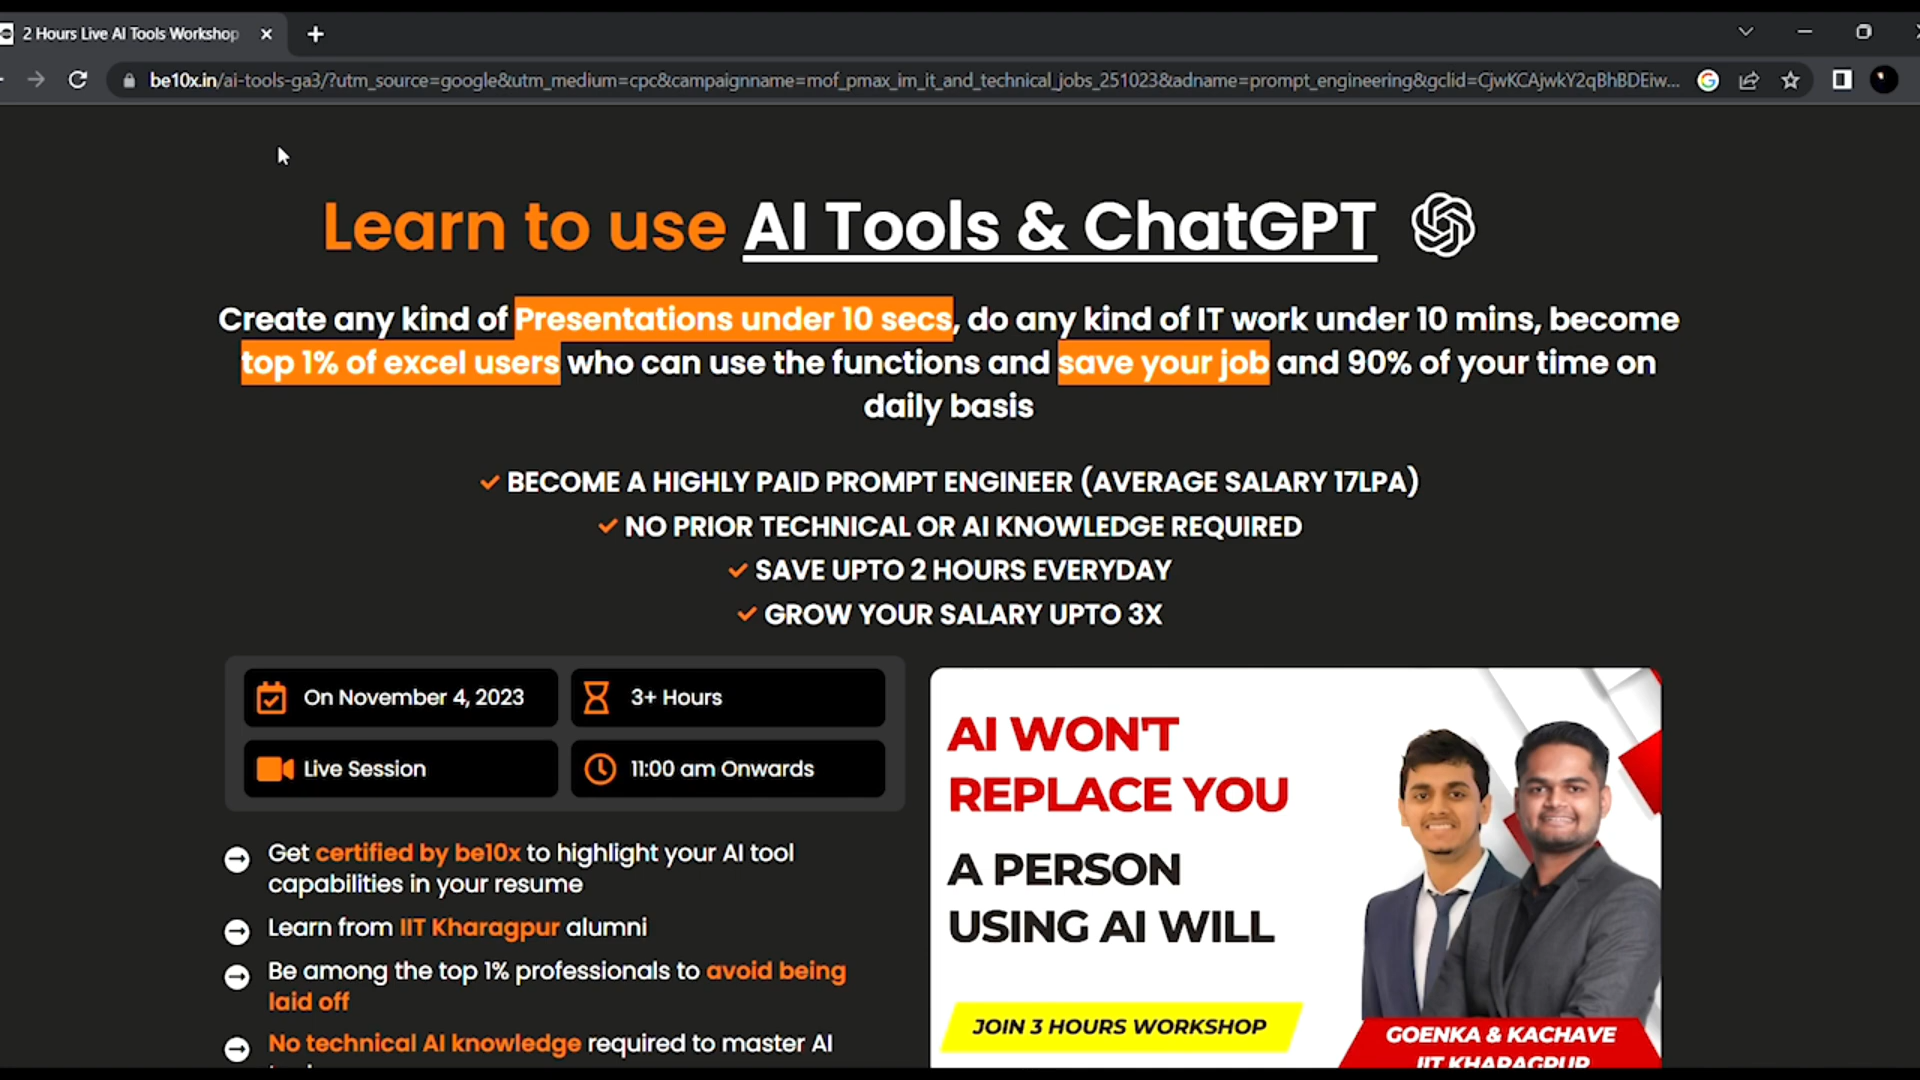 2 Hours Live AI Tools Workshop
be10x.in/ai-tools-ga3/?utm_source=google&utm_medium=cpc&campaignname=mof_pmax_im_it_and_technical_jobs_251023&adname=prompt_engineering&gclid=CjwKCAjwkY2qBhBDEiw...
Learn to use AI Tools & ChatGPT
Create any kind of Presentations under 10 secs, do any kind of IT work under 10 mins, become
top 1% of excel users who can use the functions and save your job and 90% of your time on
daily basis
BECOME A HIGHLY PAID PROMPT ENGINEER (AVERAGE SALARY 17LPA)
NO PRIOR TECHNICAL OR AI KNOWLEDGE REQUIRED
SAVE UPTO 2 HOURS EVERYDAY
GROW YOUR SALARY UPTO 3X
On November 4, 2023
3+ Hours
Live Session
11:00 am Onwards
Get certified by be10x to highlight your AI tool
capabilities in your resume
Learn from IIT Kharagpur alumni
Be among the top 1% professionals to avoid being
laid off
No technical AI knowledge required to master AI
AI WON'T
REPLACE YOU
A PERSON
USING AI WILL
JOIN 3 HOURS WORKSHOP
GOENKA & KACHAVE
IIT KHARAGPUR